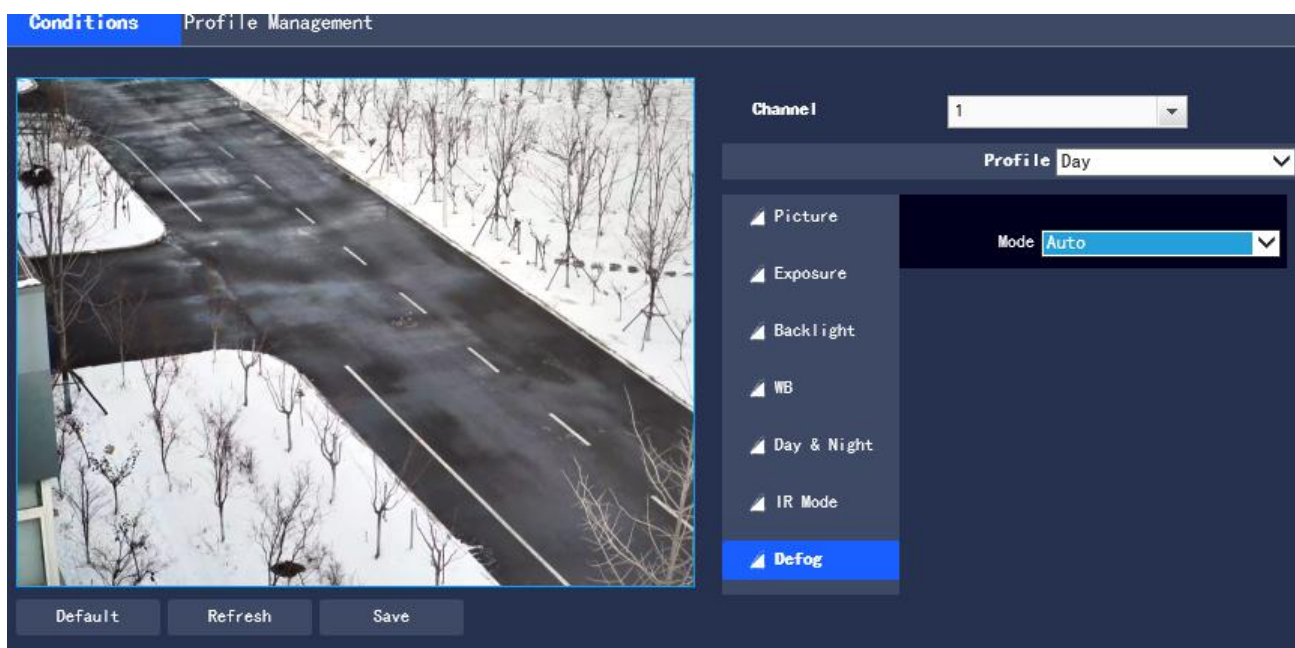 Conditions Profile Management
Channel 1
Profile Day
Picture
Mode Auto
Exposure
Backlight
WB
Day & Night
IR Mode
Defog
Default Refresh Save